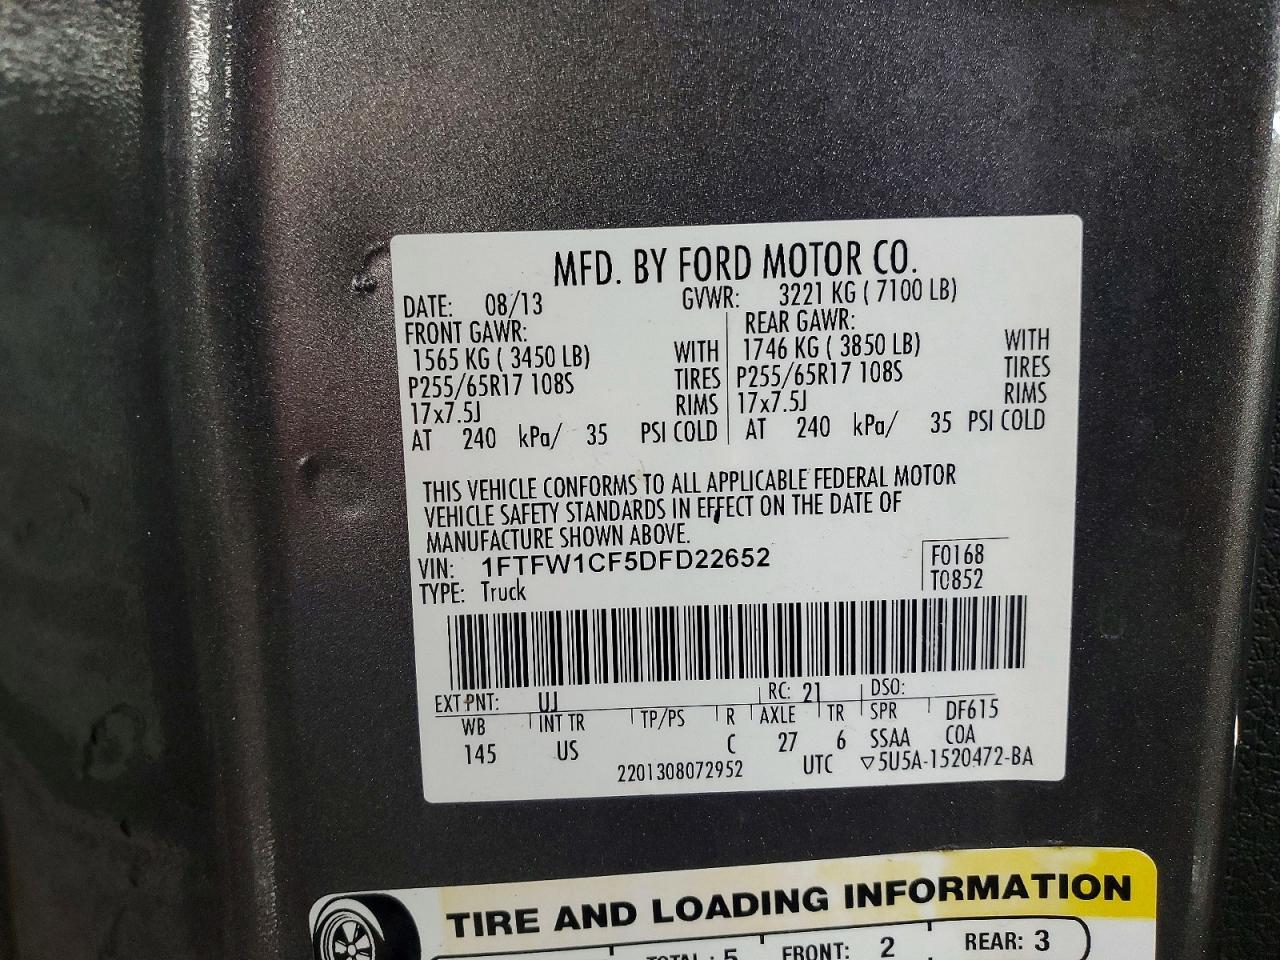 MFD. BY FORD MOTOR CO.
DATE: 08/13 GVWR: 3221 KG ( 7100 LB)
FRONT GAWR: REAR GAWR:
1565 KG ( 3450 LB) WITH 1746 KG ( 3850 LB) WITH
P255/65R17 108S TIRES P255/65R17 108S TIRES
17x7.5J RIMS 17x7.5J RIMS
AT 240 kPa/ 35 PSI COLD AT 240 kPa/ 35 PSI COLD
THIS VEHICLE CONFORMS TO ALL APPLICABLE FEDERAL MOTOR
VEHICLE SAFETY STANDARDS IN EFFECT ON THE DATE OF
MANUFACTURE SHOWN ABOVE.
VIN: 1FTFW1CF5DFD22652 F0168
TYPE: Truck T0852
EXT PNT: UJ RC: 21 DSO:
WB INT TR TP/PS R AXLE TR SPR DF615
145 US C 27 6 SSAA COA
2201308072952 UTC ▽5U5A-1520472-BA
TIRE AND LOADING INFORMATION
TOTAL: 5 FRONT: 2 REAR: 3